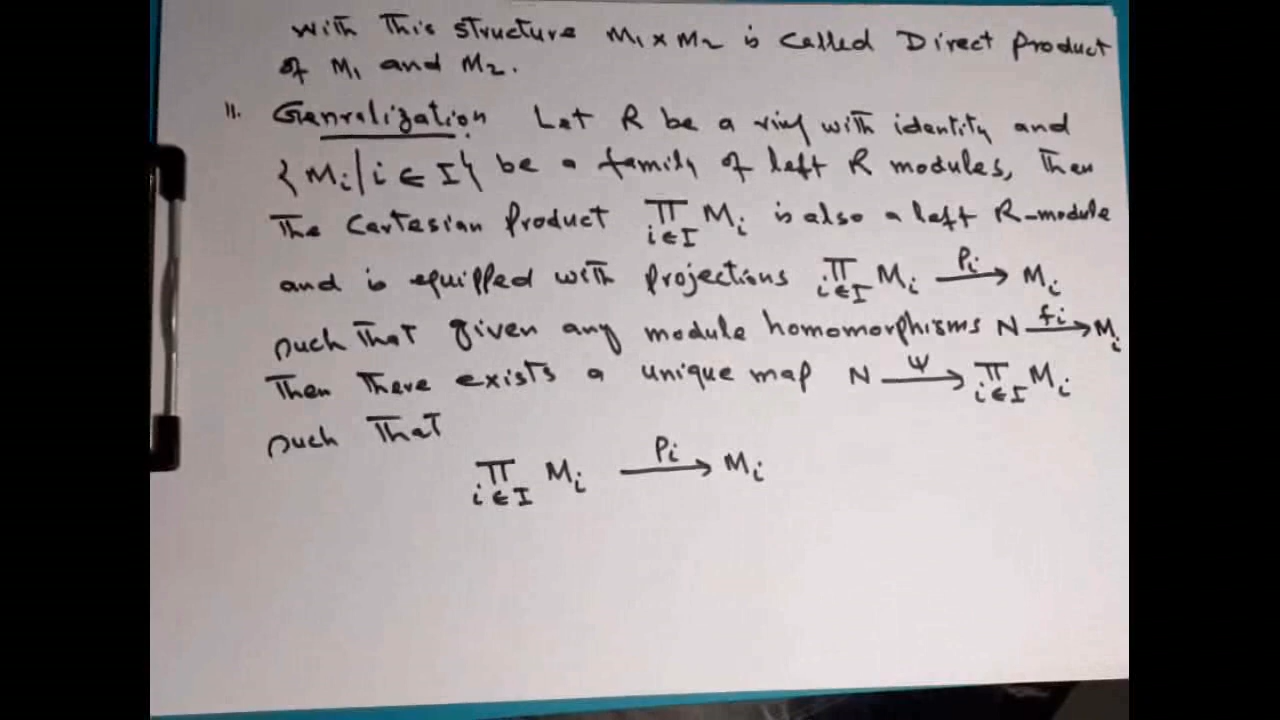 with This structure M₁ × M₂ is called Direct product
of M₁ and M₂.
11. Genralization Let R be a ring with identity and
{Mᵢ / i ∈ I} be a family of left R modules, Then
The Cartesian Product ∏ Mᵢ is also a left R-module
i∈I
and is equipped with projections ∏ Mᵢ →(Pᵢ) Mᵢ
i∈I
such That given any module homomorphisms N →(fᵢ) Mᵢ
Then There exists a unique map N →(ψ) ∏ Mᵢ
i∈I
such That
∏ Mᵢ →(Pᵢ) Mᵢ
i∈I